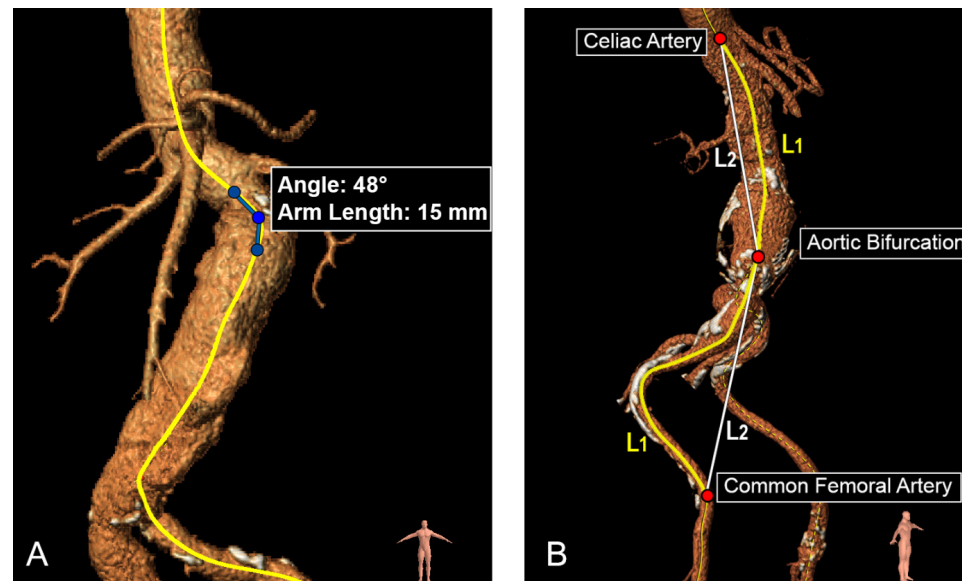 Angle: 48°
Arm Length: 15 mm
A
Celiac Artery
L2
L1
Aortic Bifurcation
L1
L2
Common Femoral Artery
B